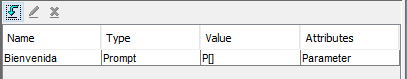 Name Type Value Attributes
Bienvenida Prompt P[] Parameter